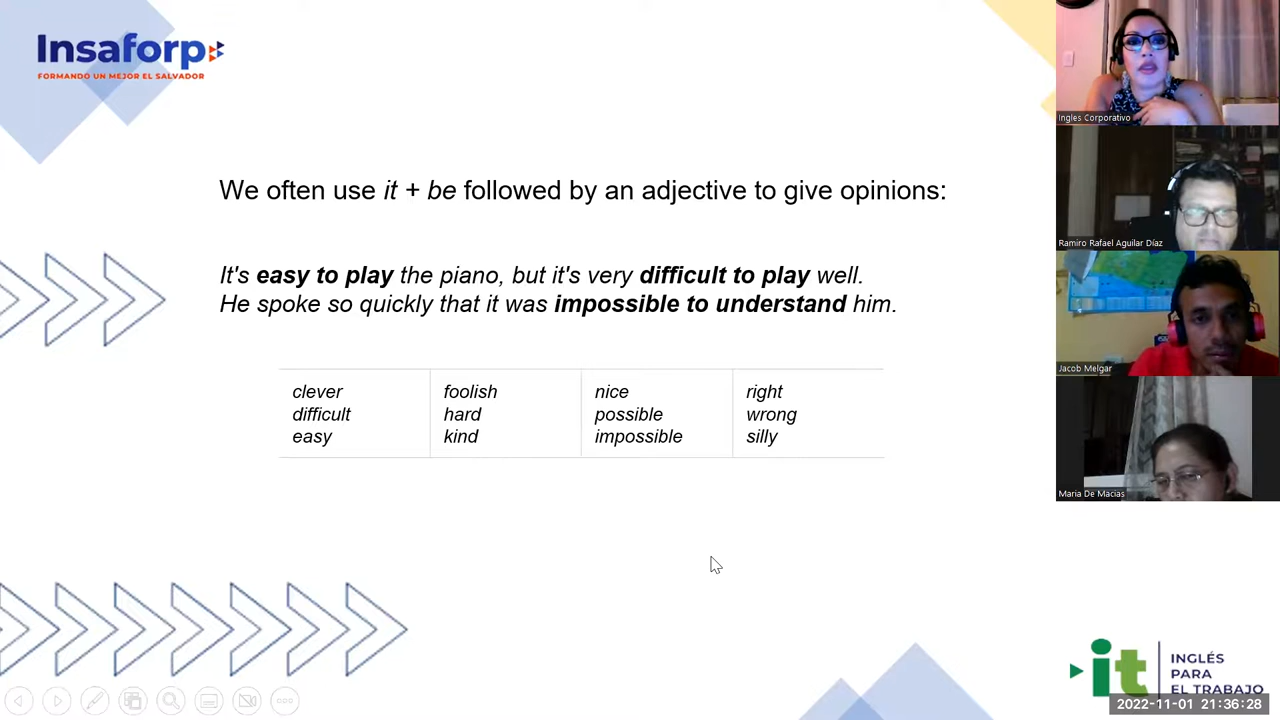 Insaforp
FORMANDO UN MEJOR EL SALVADOR
We often use it + be followed by an adjective to give opinions:
It's easy to play the piano, but it's very difficult to play well.
He spoke so quickly that it was impossible to understand him.
clever foolish nice right
difficult hard possible wrong
easy kind impossible silly
Ingles Corporativo
Ramiro Rafael Aguilar Díaz
Jacob Melgar
Maria De Macias
it
INGLÉS
PARA
EL TRABAJO
2022-11-01 21:36:28